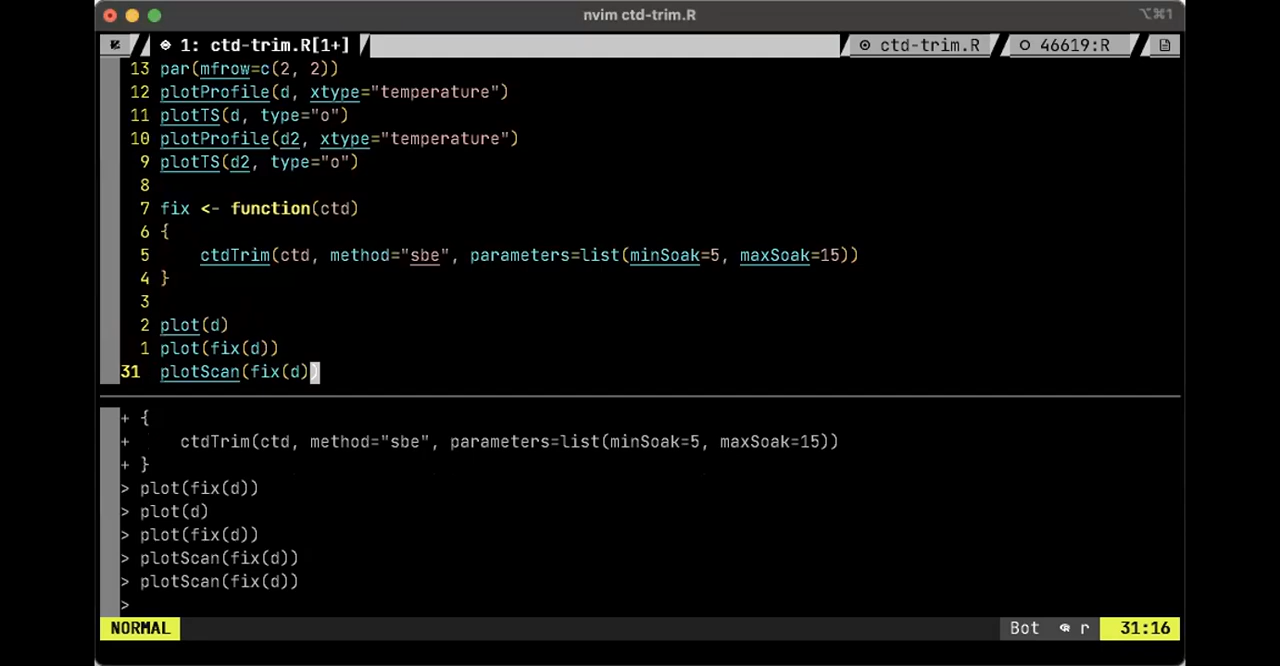 nvim ctd-trim.R
⌥⌘1
1: ctd-trim.R[1+]
ctd-trim.R
46619:R
13 par(mfrow=c(2, 2))
12 plotProfile(d, xtype="temperature")
11 plotTS(d, type="o")
10 plotProfile(d2, xtype="temperature")
9 plotTS(d2, type="o")
8
7 fix <- function(ctd)
6 {
5     ctdTrim(ctd, method="sbe", parameters=list(minSoak=5, maxSoak=15))
4 }
3
2 plot(d)
1 plot(fix(d))
31 plotScan(fix(d))
+ {
+     ctdTrim(ctd, method="sbe", parameters=list(minSoak=5, maxSoak=15))
+ }
> plot(fix(d))
> plot(d)
> plot(fix(d))
> plotScan(fix(d))
> plotScan(fix(d))
>
NORMAL
Bot
r
31:16